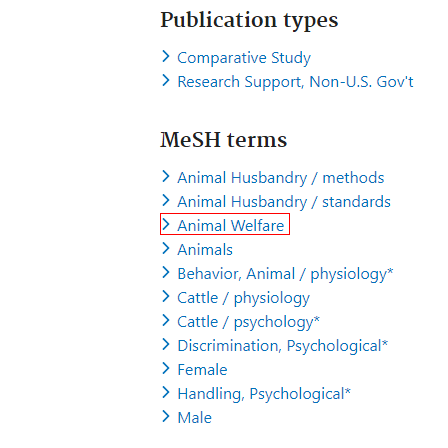 Publication types
Comparative Study
Research Support, Non-U.S. Gov't
MeSH terms
Animal Husbandry / methods
Animal Husbandry / standards
Animal Welfare
Animals
Behavior, Animal / physiology*
Cattle / physiology
Cattle / psychology*
Discrimination, Psychological*
Female
Handling, Psychological*
Male